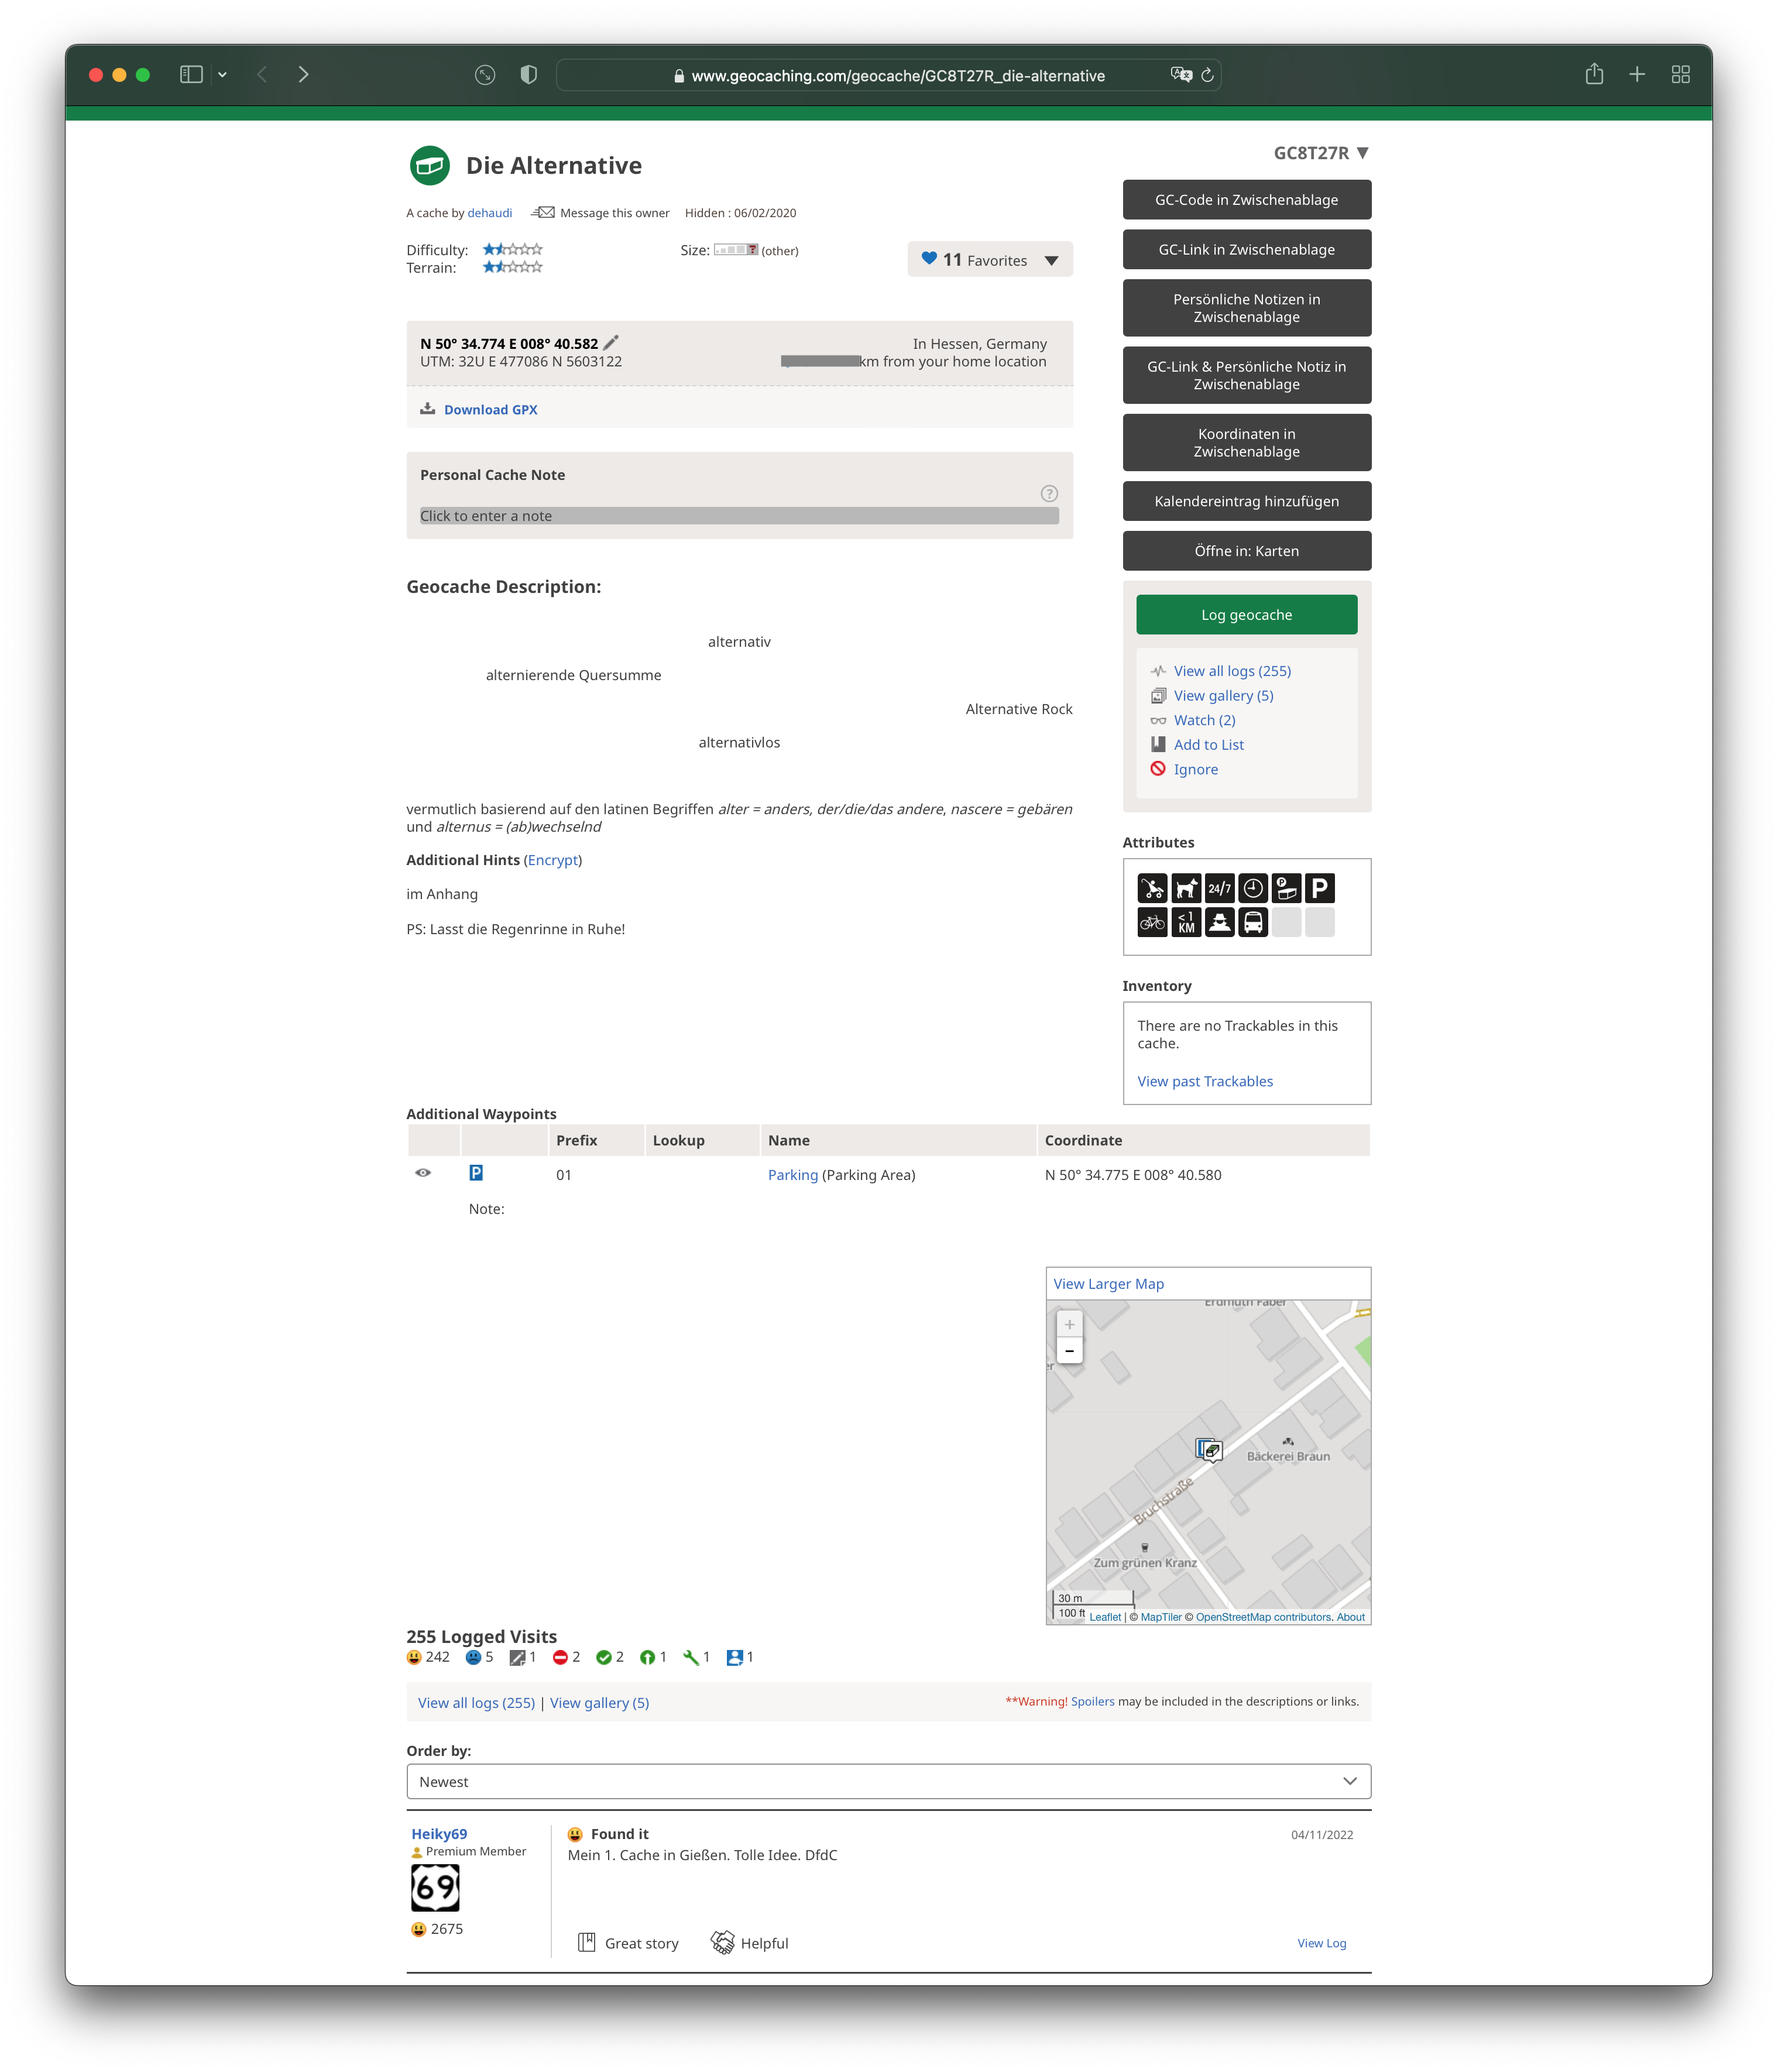 www.geocaching.com/geocache/GC8T27R_die-alternative
Die Alternative
GC8T27R ▼
A cache by dehaudi Message this owner Hidden : 06/02/2020
Difficulty:
Terrain:
Size: (other)
11 Favorites
N 50° 34.774 E 008° 40.582
UTM: 32U E 477086 N 5603122
In Hessen, Germany
km from your home location
Download GPX
Personal Cache Note
?
Click to enter a note
Geocache Description:
alternativ
alternierende Quersumme
Alternative Rock
alternativlos
vermutlich basierend auf den latinen Begriffen alter = anders, der/die/das andere, nascere = gebären
und alternus = (ab)wechselnd
Additional Hints (Encrypt)
im Anhang
PS: Lasst die Regenrinne in Ruhe!
GC-Code in Zwischenablage
GC-Link in Zwischenablage
Persönliche Notizen in
Zwischenablage
GC-Link & Persönliche Notiz in
Zwischenablage
Koordinaten in
Zwischenablage
Kalendereintrag hinzufügen
Öffne in: Karten
Log geocache
View all logs (255)
View gallery (5)
Watch (2)
Add to List
Ignore
Attributes
24/7
P
P
<1
KM
Inventory
There are no Trackables in this
cache.
View past Trackables
Additional Waypoints
Prefix Lookup Name Coordinate
P 01 Parking (Parking Area) N 50° 34.775 E 008° 40.580
Note:
View Larger Map
Erdmuth Faber
+
−
er
Bäckerei Braun
Bruchstraße
Zum grünen Kranz
30 m
100 ft
Leaflet | © MapTiler © OpenStreetMap contributors. About
255 Logged Visits
242 5 1 2 2 1 1 1
View all logs (255) | View gallery (5)
**Warning! Spoilers may be included in the descriptions or links.
Order by:
Newest
Heiky69
Premium Member
69
2675
Found it
04/11/2022
Mein 1. Cache in Gießen. Tolle Idee. DfdC
Great story Helpful
View Log